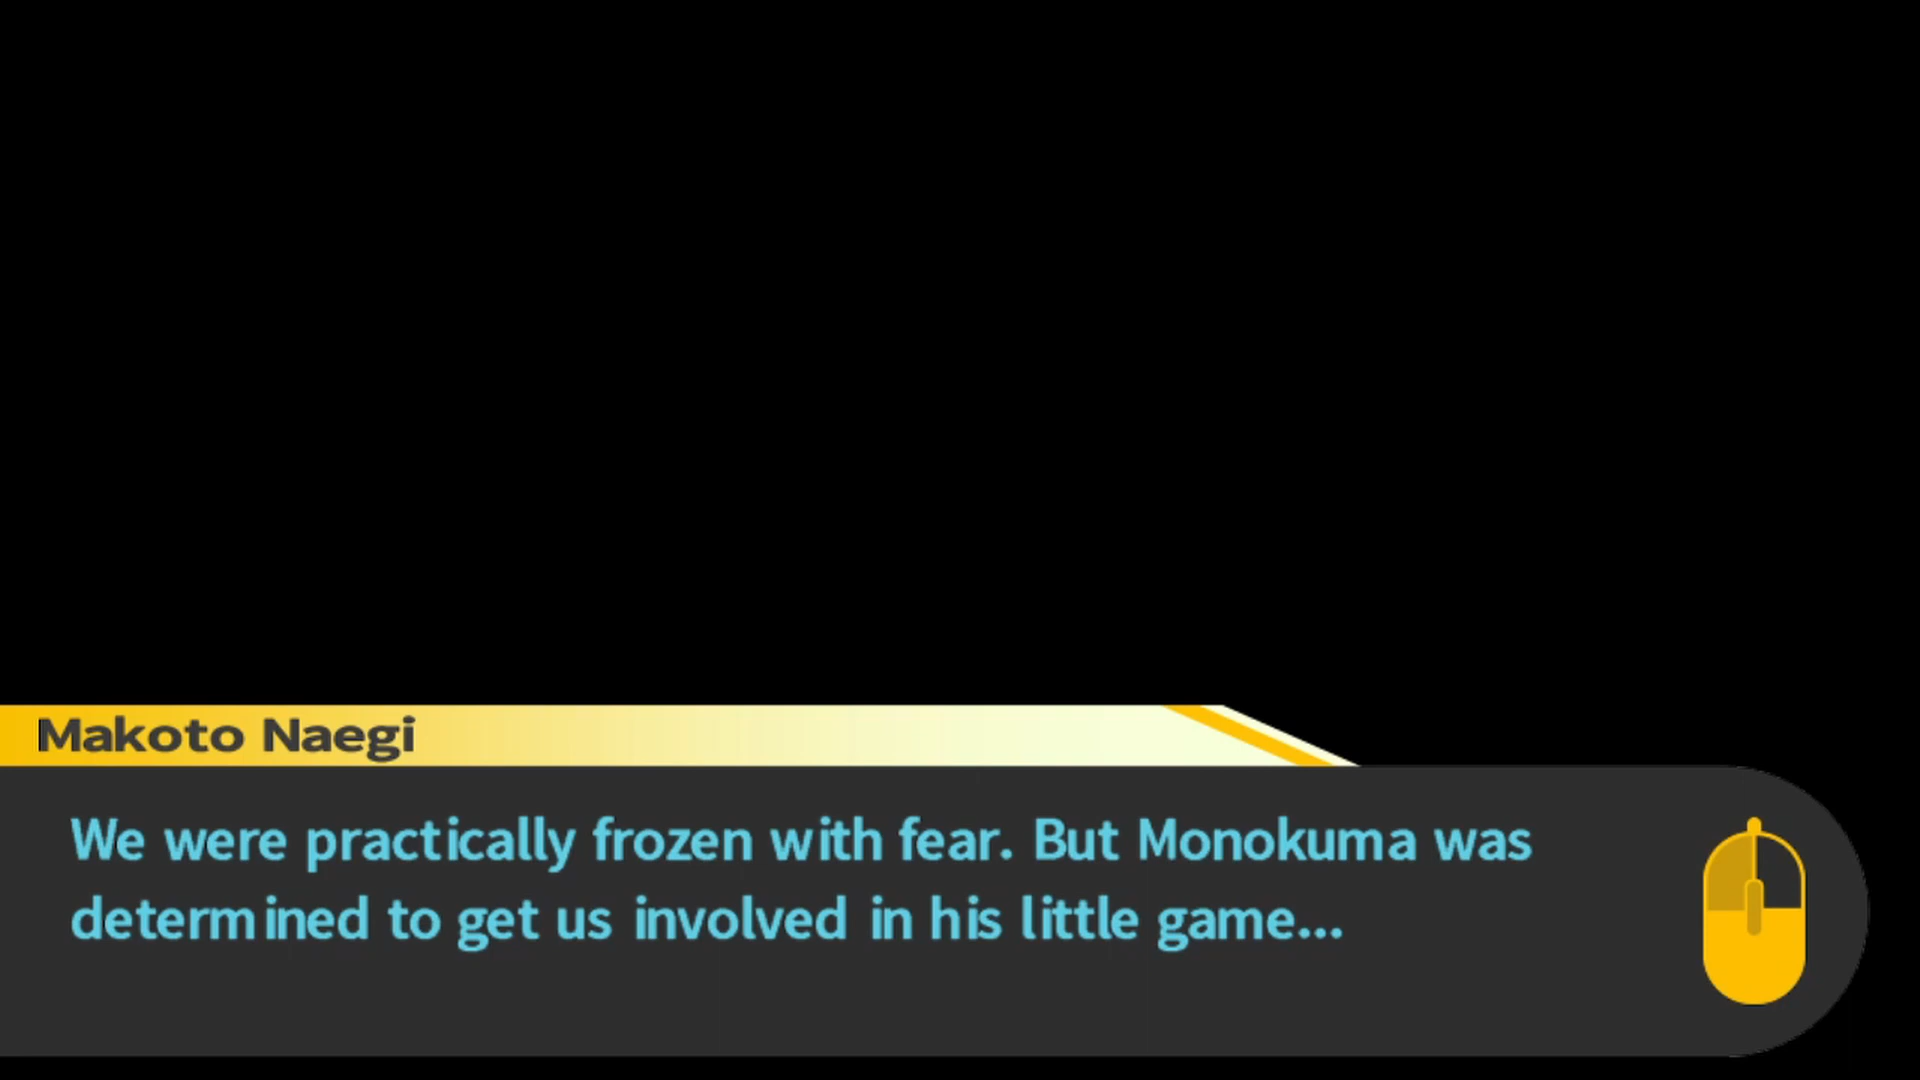 Makoto Naegi
We were practically frozen with fear. But Monokuma was
determined to get us involved in his little game...